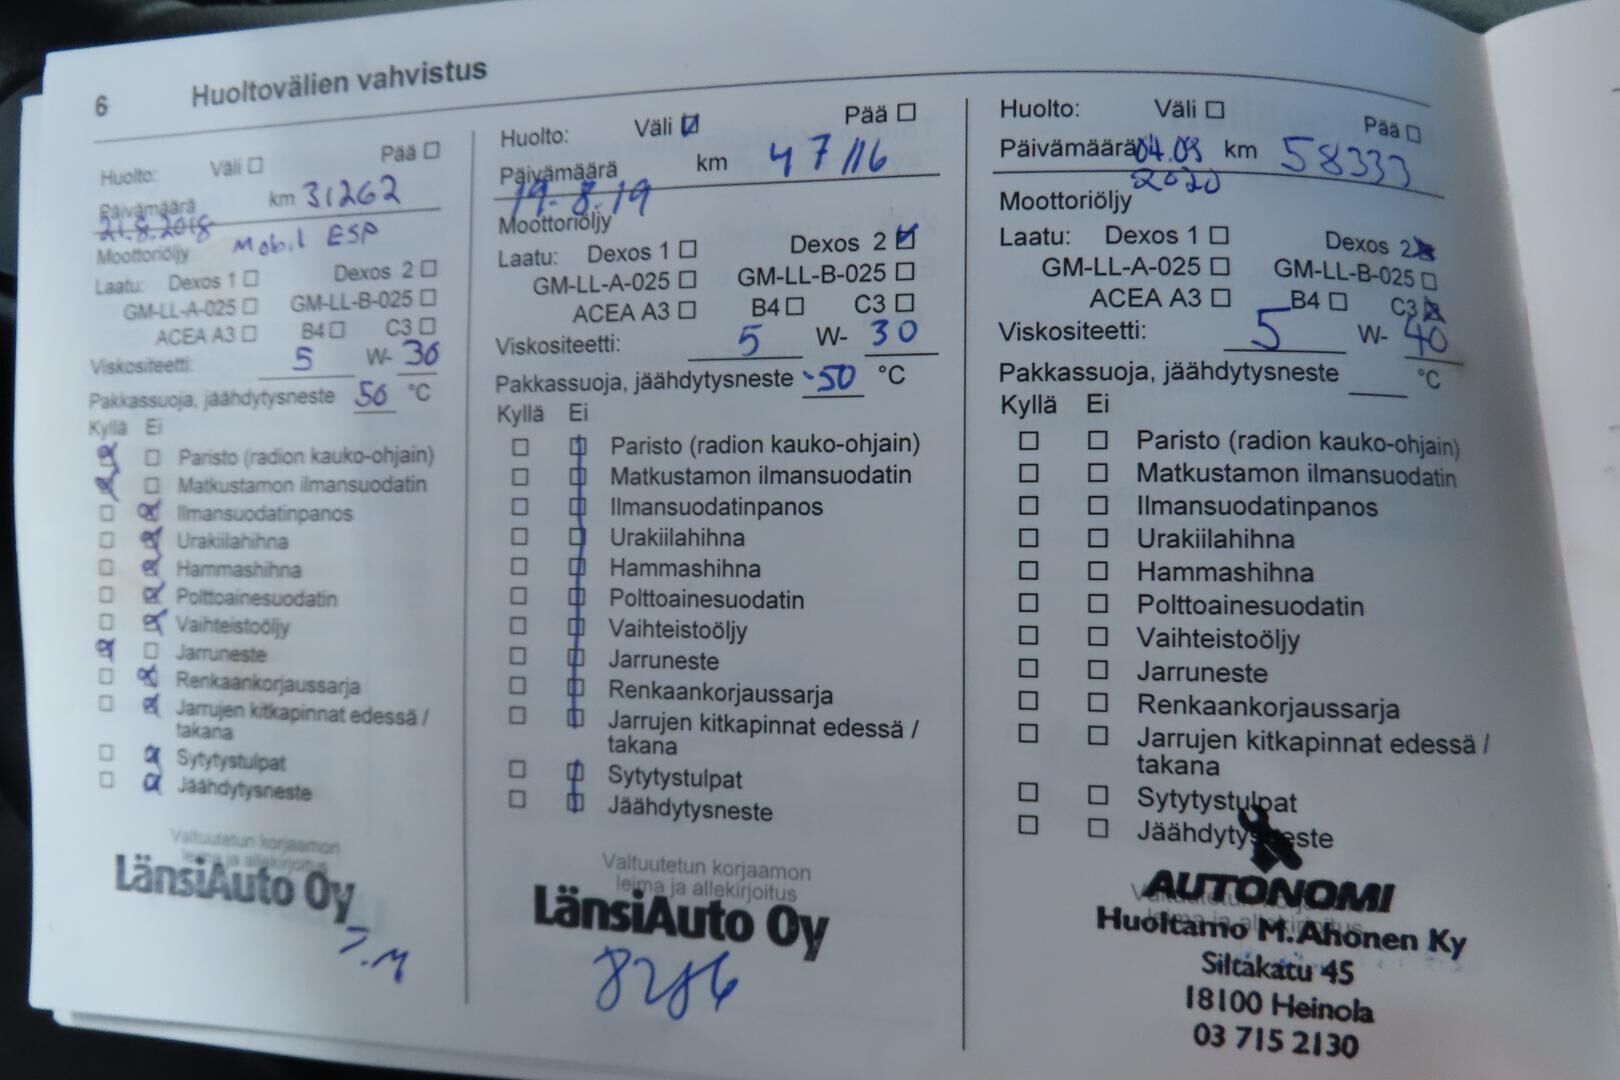 6 Huoltovälien vahvistus
Huolto: Väli ☐ Pää ☐
Päivämäärä km 31262
21.8.2018
Moottoriöljy Mobil ESP
Laatu: Dexos 1 ☐ Dexos 2 ☐
GM-LL-A-025 ☐ GM-LL-B-025 ☐
ACEA A3 ☐ B4 ☐ C3 ☐
Viskositeetti: 5 W- 30
Pakkassuoja, jäähdytysneste 50 °C
Kyllä Ei
☒ ☐ Paristo (radion kauko-ohjain)
☒ ☐ Matkustamon ilmansuodatin
☐ ☒ Ilmansuodatinpanos
☐ ☒ Urakiilahihna
☐ ☒ Hammashihna
☐ ☒ Polttoainesuodatin
☐ ☒ Vaihteistoöljy
☒ ☐ Jarruneste
☐ ☒ Renkaankorjaussarja
☐ ☒ Jarrujen kitkapinnat edessä /
takana
☐ ☒ Sytytystulpat
☐ ☒ Jäähdytysneste
Valtuutetun korjaamon
leima ja allekirjoitus
LänsiAuto Oy
Huolto: Väli ☑ Pää ☐
Päivämäärä km 47116
19.8.19
Moottoriöljy
Laatu: Dexos 1 ☐ Dexos 2 ☑
GM-LL-A-025 ☐ GM-LL-B-025 ☐
ACEA A3 ☐ B4 ☐ C3 ☐
Viskositeetti: 5 W- 30
Pakkassuoja, jäähdytysneste -50 °C
Kyllä Ei
☐ ☐ Paristo (radion kauko-ohjain)
☐ ☐ Matkustamon ilmansuodatin
☐ ☐ Ilmansuodatinpanos
☐ ☐ Urakiilahihna
☐ ☐ Hammashihna
☐ ☐ Polttoainesuodatin
☐ ☐ Vaihteistoöljy
☐ ☐ Jarruneste
☐ ☐ Renkaankorjaussarja
☐ ☐ Jarrujen kitkapinnat edessä /
takana
☐ ☐ Sytytystulpat
☐ ☐ Jäähdytysneste
Valtuutetun korjaamon
leima ja allekirjoitus
LänsiAuto Oy
8286
Huolto: Väli ☐ Pää ☐
Päivämäärä 04.09 km 58333
2020
Moottoriöljy
Laatu: Dexos 1 ☐ Dexos 2 ☒
GM-LL-A-025 ☐ GM-LL-B-025 ☐
ACEA A3 ☐ B4 ☐ C3 ☒
Viskositeetti: 5 W- 40
Pakkassuoja, jäähdytysneste °C
Kyllä Ei
☐ ☐ Paristo (radion kauko-ohjain)
☐ ☐ Matkustamon ilmansuodatin
☐ ☐ Ilmansuodatinpanos
☐ ☐ Urakiilahihna
☐ ☐ Hammashihna
☐ ☐ Polttoainesuodatin
☐ ☐ Vaihteistoöljy
☐ ☐ Jarruneste
☐ ☐ Renkaankorjaussarja
☐ ☐ Jarrujen kitkapinnat edessä /
takana
☐ ☐ Sytytystulpat
☐ ☐ Jäähdytysneste
AUTONOMI
Huoltamo M.Ahonen Ky
Siltakatu 45
18100 Heinola
03 715 2130